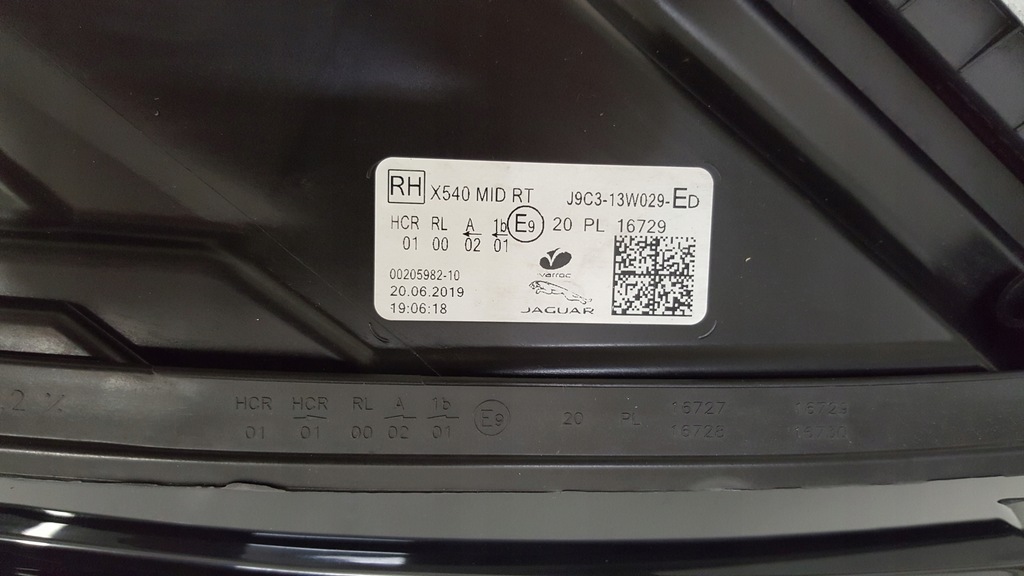 RH X540 MID RT J9C3-13W029-ED
HCR RL A 1b E9 20 PL 16729
01 00 02 01
00205982-10
20.06.2019
19:06:18
varroc
JAGUAR
HCR HCR RL A 1b E9 20 PL 16727 16729
01 01 00 02 01 16728 16730